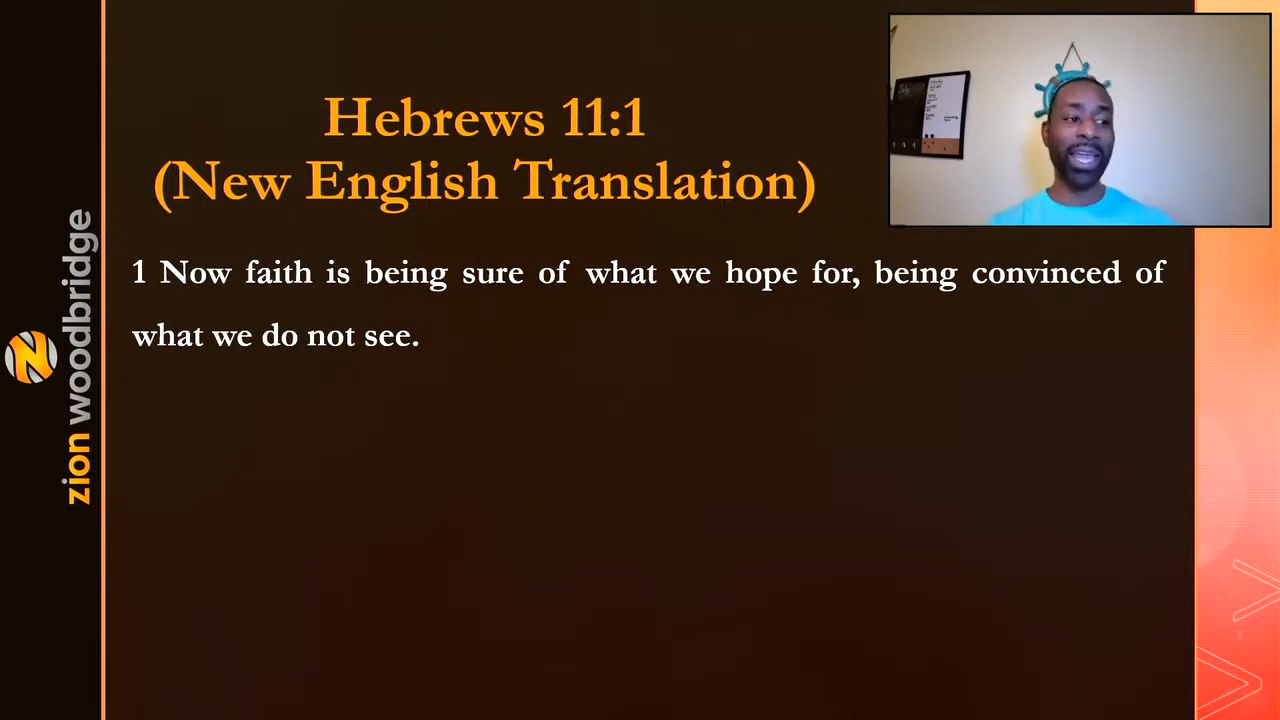 Hebrews 11:1
(New English Translation)
1 Now faith is being sure of what we hope for, being convinced of
what we do not see.
zion woodbridge